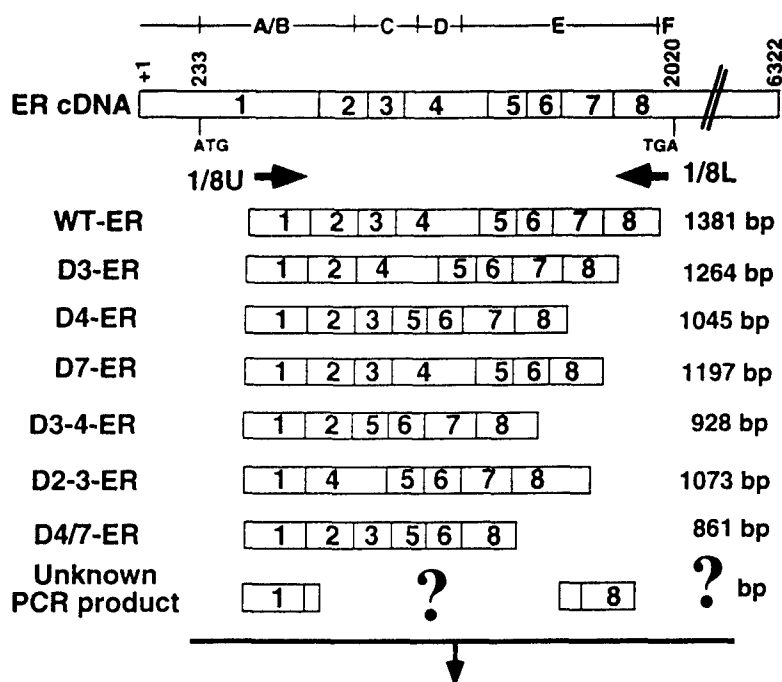 A/B C D E F
+1 233 2020 6322
ER cDNA 1 2 3 4 5 6 7 8
ATG TGA
1/8U 1/8L
WT-ER 1 2 3 4 5 6 7 8 1381 bp
D3-ER 1 2 4 5 6 7 8 1264 bp
D4-ER 1 2 3 5 6 7 8 1045 bp
D7-ER 1 2 3 4 5 6 8 1197 bp
D3-4-ER 1 2 5 6 7 8 928 bp
D2-3-ER 1 4 5 6 7 8 1073 bp
D4/7-ER 1 2 3 5 6 8 861 bp
Unknown
PCR product 1 ? 8 ? bp